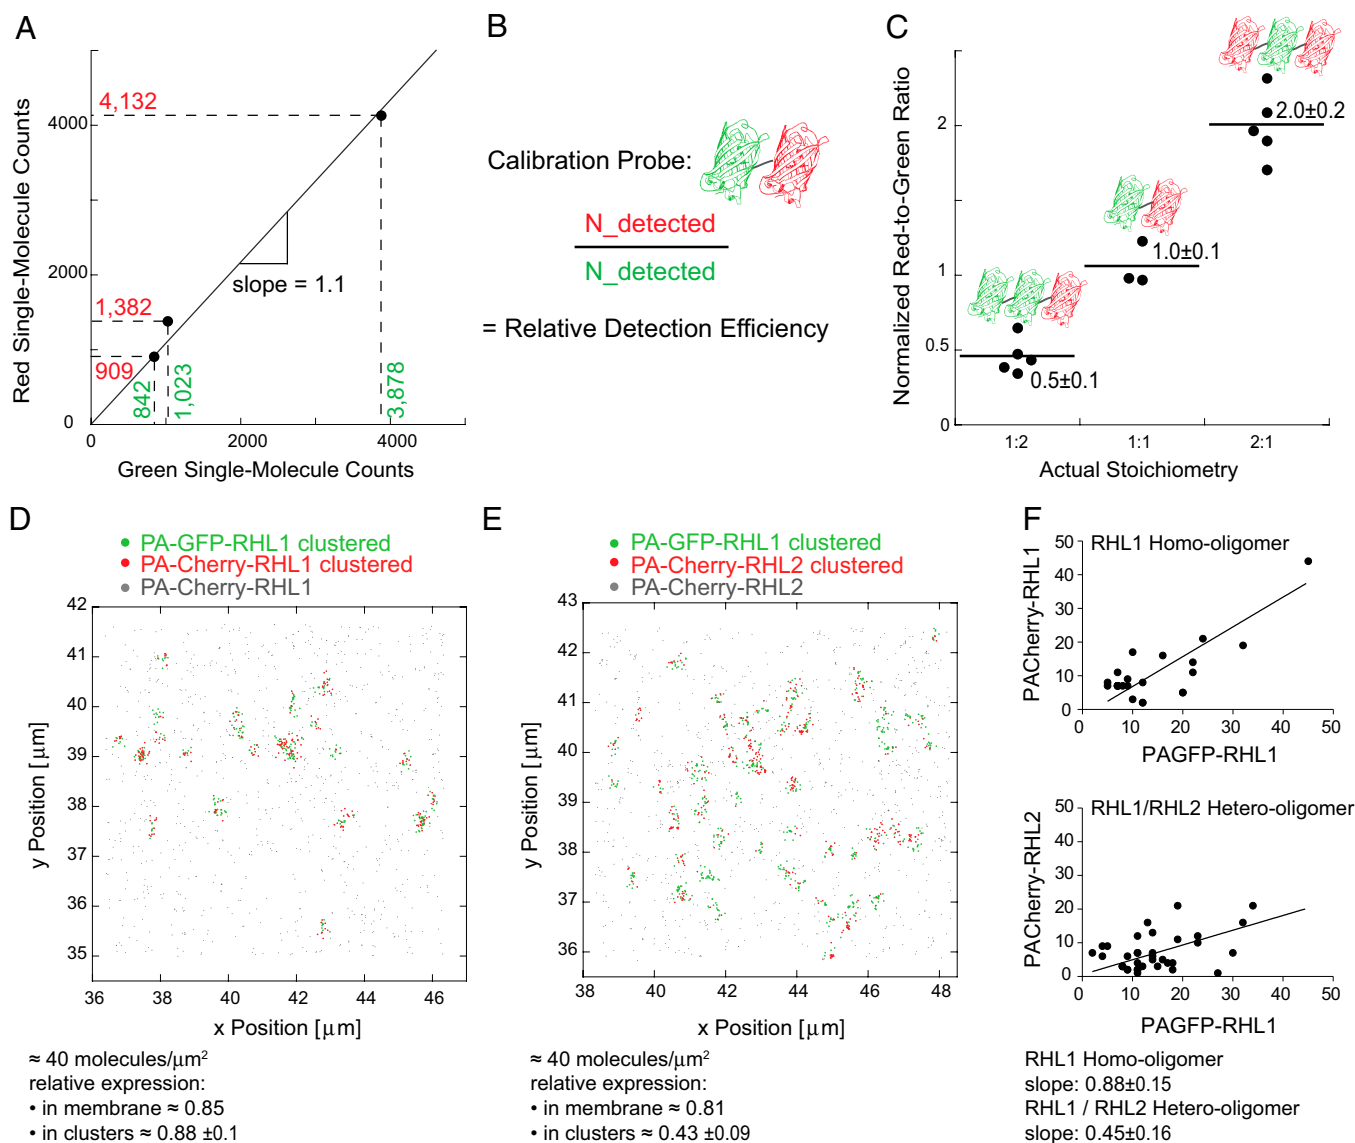 A
Red Single-Molecule Counts
4000
2000
0
4,132
1,382
909
842
1,023
3,878
slope = 1.1
0
2000
4000
Green Single-Molecule Counts
B
Calibration Probe:
N_detected
N_detected
= Relative Detection Efficiency
C
Normalized Red-to-Green Ratio
2
1
0.5
0
2.0±0.2
1.0±0.1
0.5±0.1
1:2
1:1
2:1
Actual Stoichiometry
D
PA-GFP-RHL1 clustered
PA-Cherry-RHL1 clustered
PA-Cherry-RHL1
y Position [μm]
42
41
40
39
38
37
36
35
36
38
40
42
44
46
x Position [μm]
≈ 40 molecules/μm²
relative expression:
• in membrane ≈ 0.85
• in clusters ≈ 0.88 ±0.1
E
PA-GFP-RHL1 clustered
PA-Cherry-RHL2 clustered
PA-Cherry-RHL2
y Position [μm]
43
42
41
40
39
38
37
36
40
42
44
46
48
x Position [μm]
≈ 40 molecules/μm²
relative expression:
• in membrane ≈ 0.81
• in clusters ≈ 0.43 ±0.09
F
RHL1 Homo-oligomer
PACherry-RHL1
50
40
30
20
10
0
0
10
20
30
40
50
PAGFP-RHL1
RHL1/RHL2 Hetero-oligomer
PACherry-RHL2
50
40
30
20
10
0
0
10
20
30
40
50
PAGFP-RHL1
RHL1 Homo-oligomer
slope: 0.88±0.15
RHL1 / RHL2 Hetero-oligomer
slope: 0.45±0.16